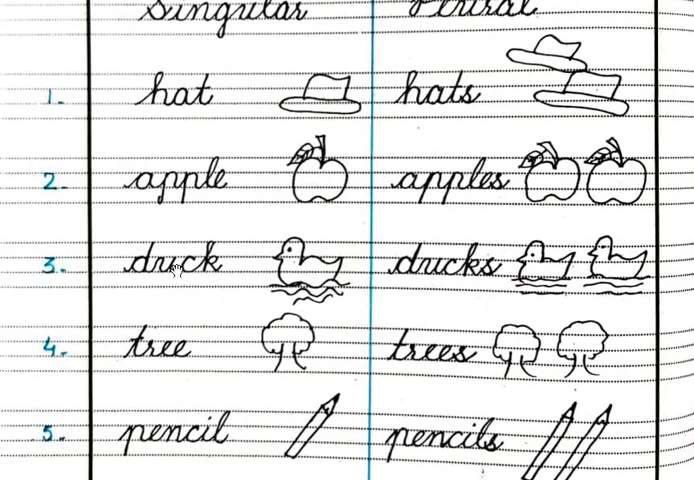 Singular Plural
1. hat hats
2. apple apples
3. duck ducks
4. tree trees
5. pencil pencils